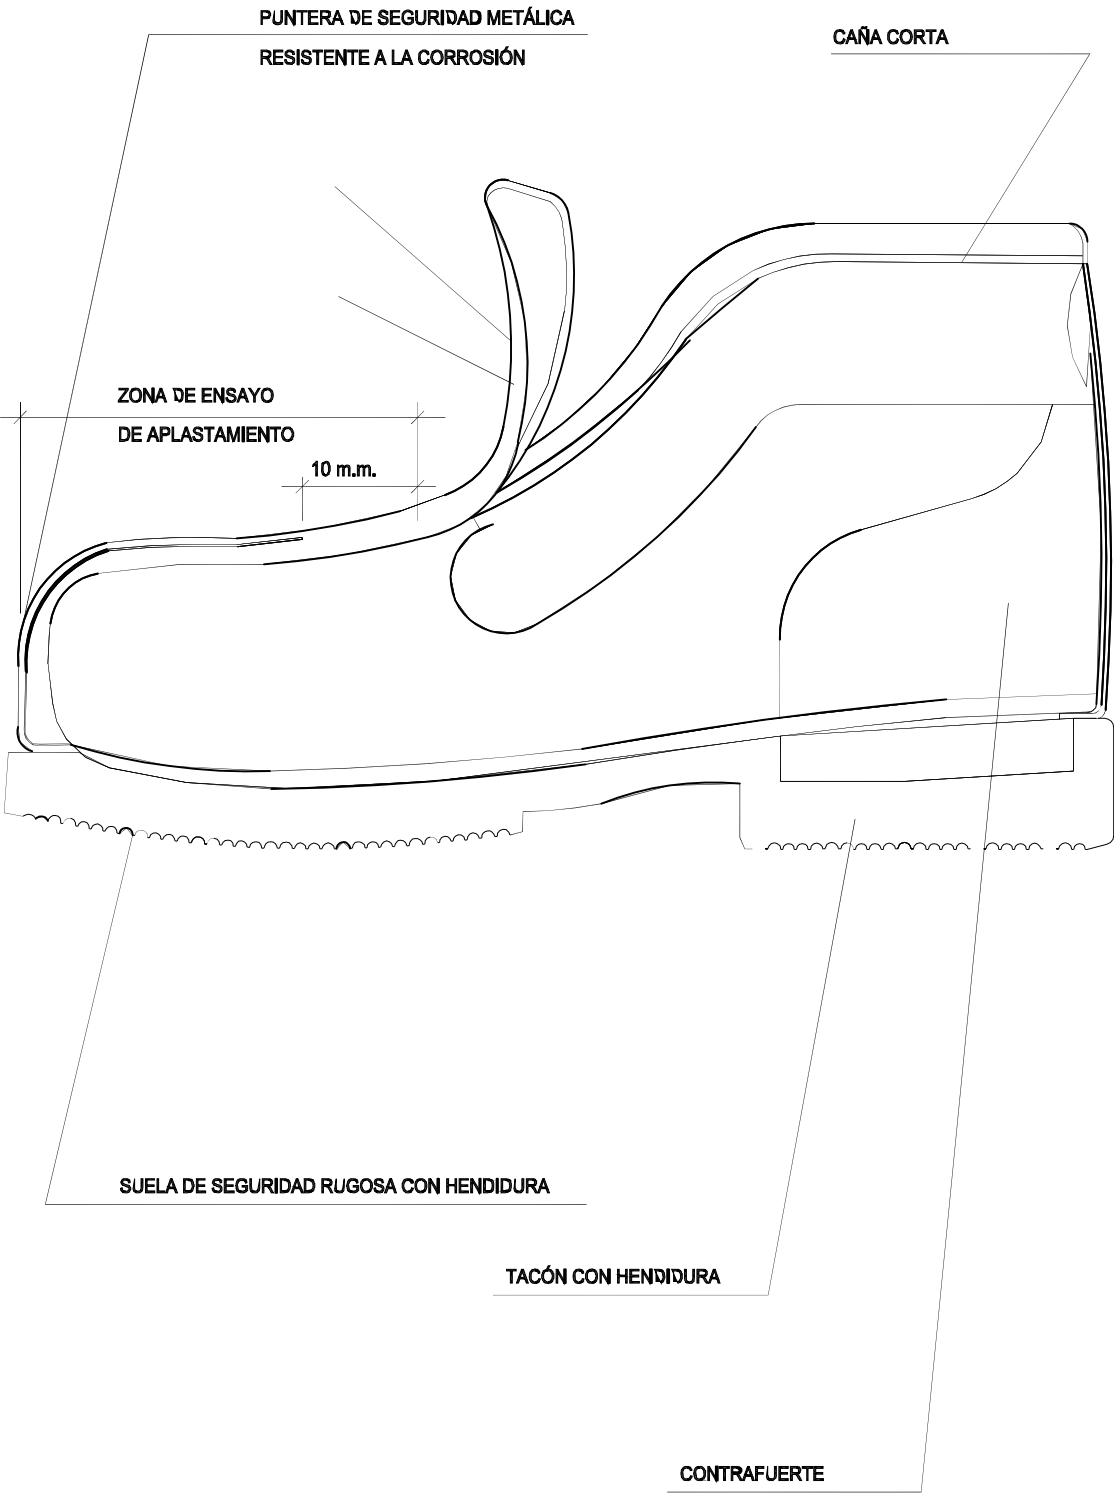 PUNTERA DE SEGURIDAD METÁLICA
RESISTENTE A LA CORROSIÓN
CAÑA CORTA
ZONA DE ENSAYO
DE APLASTAMIENTO
10 m.m.
SUELA DE SEGURIDAD RUGOSA CON HENDIDURA
TACÓN CON HENDIDURA
CONTRAFUERTE